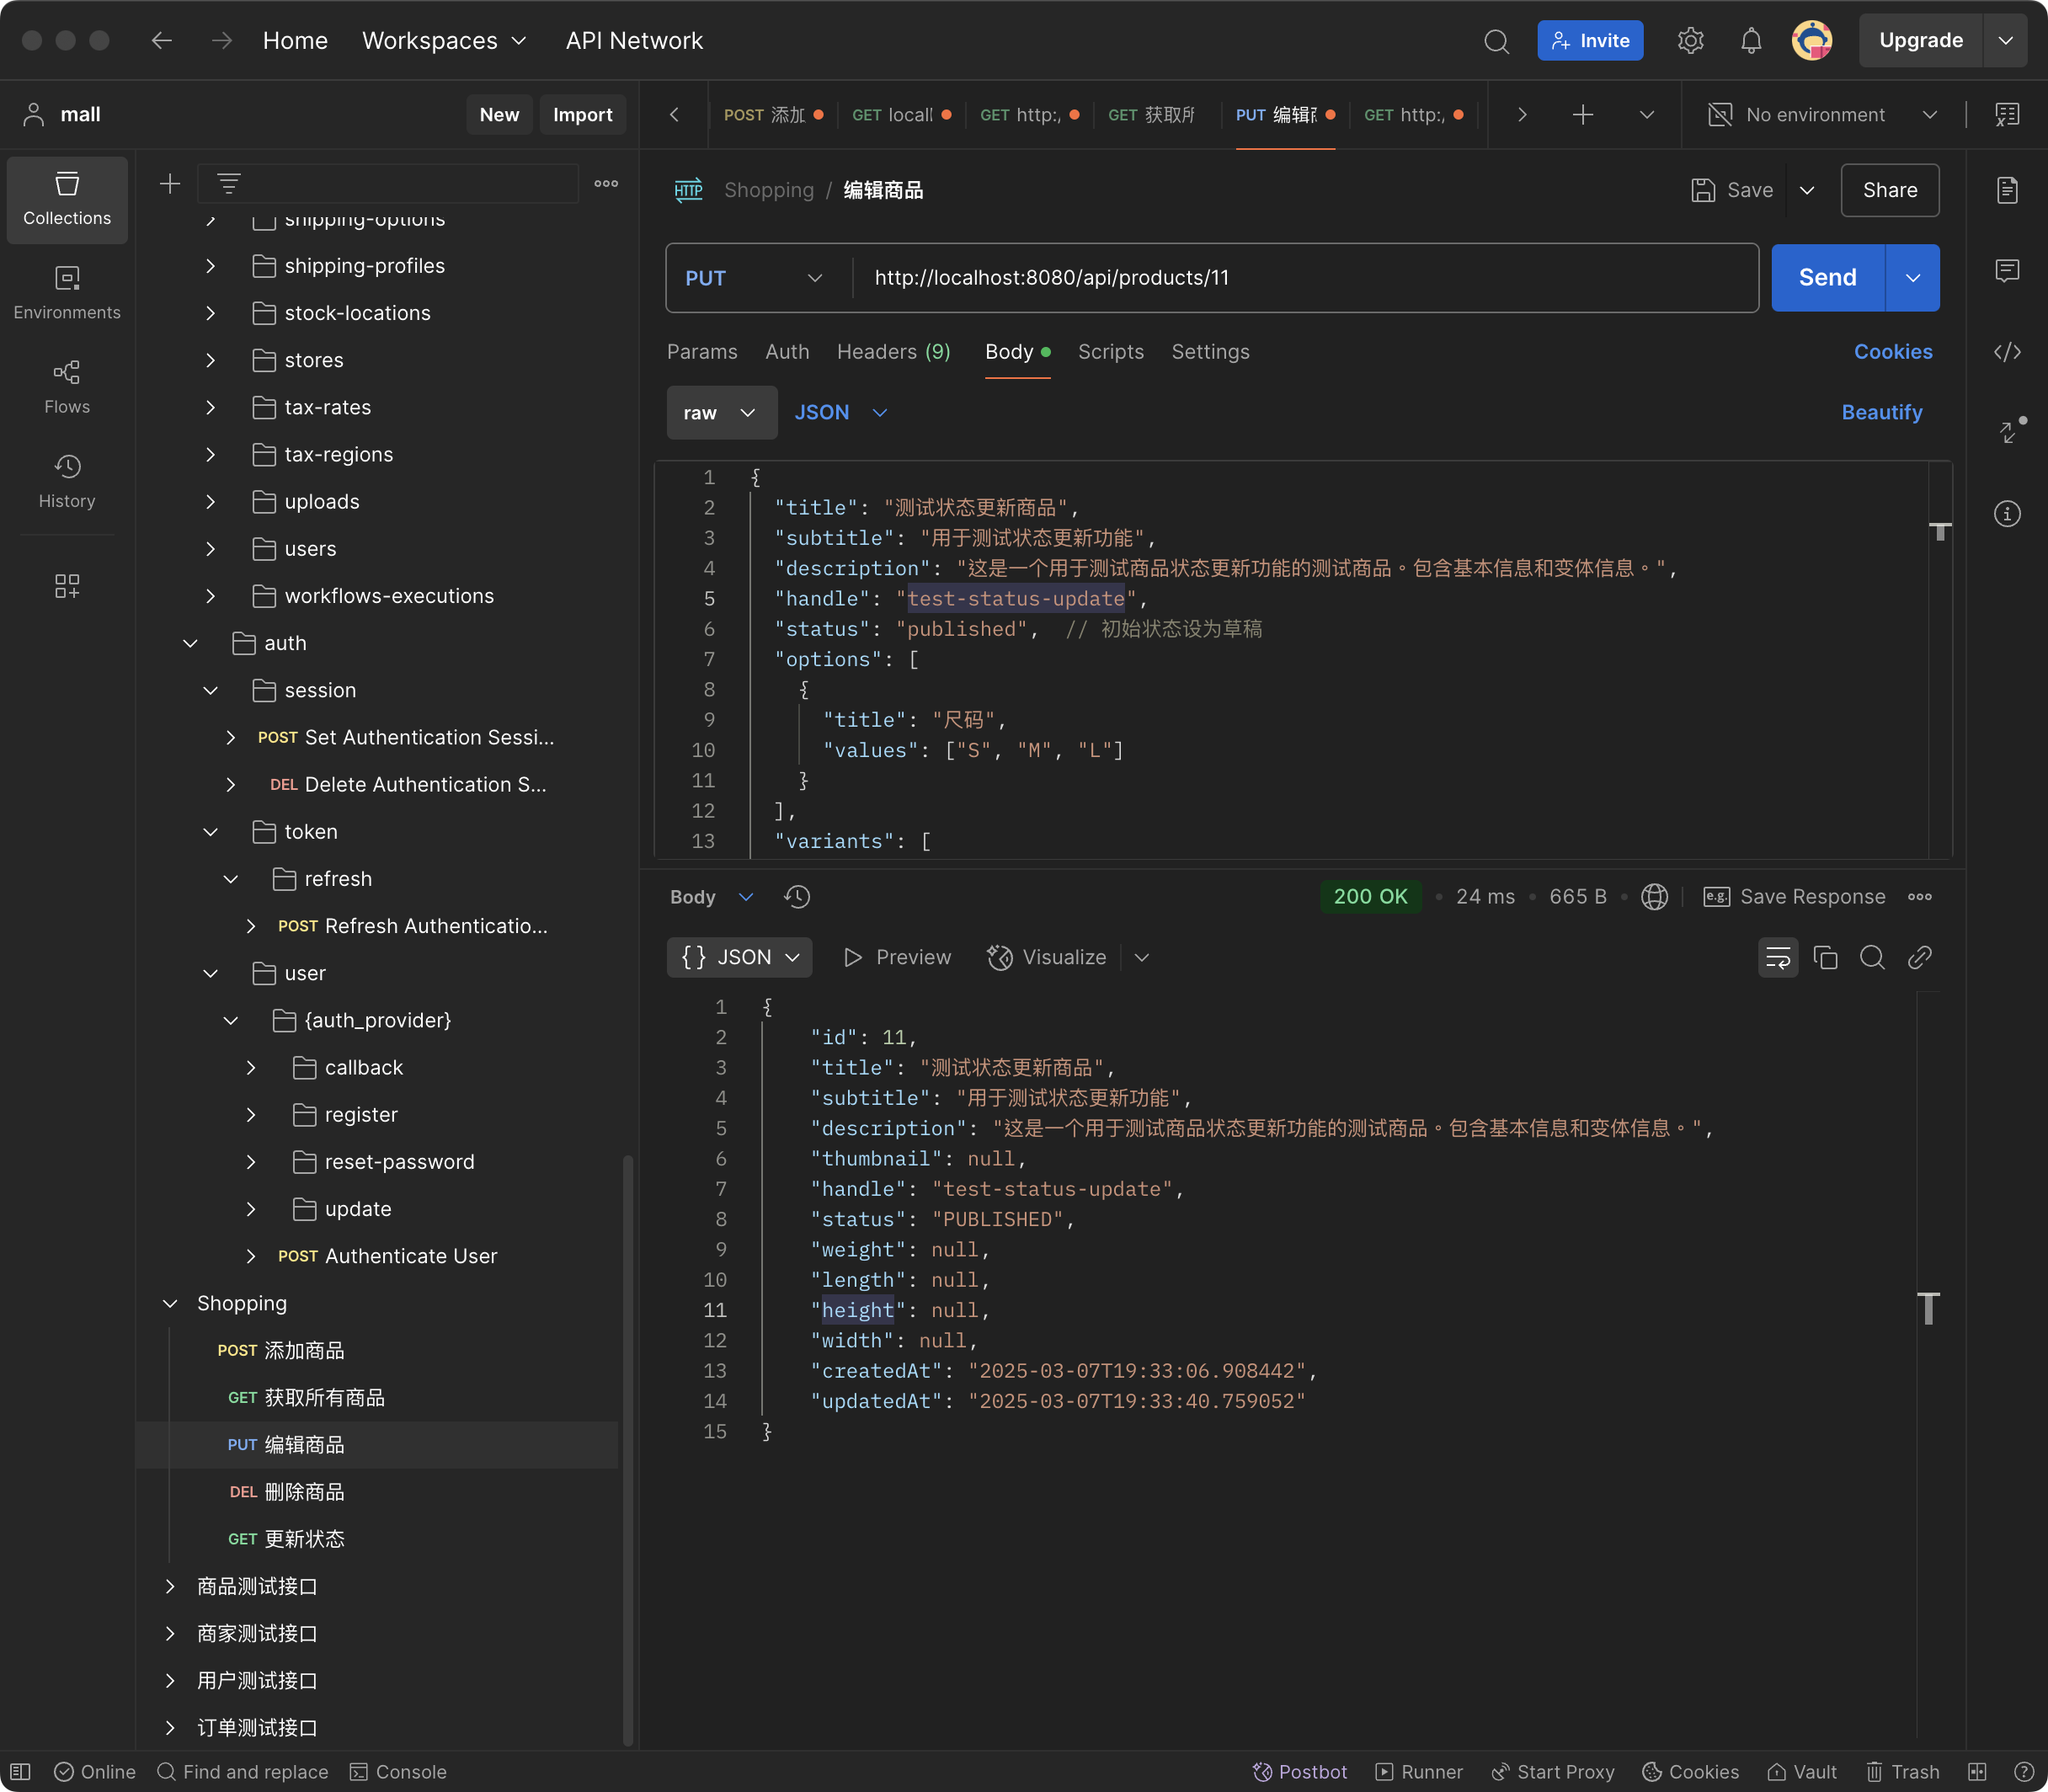 Home Workspaces API Network Invite Upgrade
mall New Import
POST 添加 GET local GET http:/ GET 获取所 PUT 编辑 GET http:/ No environment
Collections
Environments
Flows
History
shipping-options
shipping-profiles
stock-locations
stores
tax-rates
tax-regions
uploads
users
workflows-executions
auth
session
POST Set Authentication Sessi...
DEL Delete Authentication S...
token
refresh
POST Refresh Authenticatio...
user
{auth_provider}
callback
register
reset-password
update
POST Authenticate User
Shopping
POST 添加商品
GET 获取所有商品
PUT 编辑商品
DEL 删除商品
GET 更新状态
商品测试接口
商家测试接口
用户测试接口
订单测试接口
HTTP Shopping / 编辑商品 Save Share
PUT http://localhost:8080/api/products/11 Send
Params Auth Headers (9) Body Scripts Settings Cookies
raw JSON Beautify
1 {
2 "title": "测试状态更新商品",
3 "subtitle": "用于测试状态更新功能",
4 "description": "这是一个用于测试商品状态更新功能的测试商品。包含基本信息和变体信息。",
5 "handle": "test-status-update",
6 "status": "published", // 初始状态设为草稿
7 "options": [
8 {
9 "title": "尺码",
10 "values": ["S", "M", "L"]
11 }
12 ],
13 "variants": [
Body 200 OK • 24 ms • 665 B • e.g. Save Response
{} JSON Preview Visualize
1 {
2 "id": 11,
3 "title": "测试状态更新商品",
4 "subtitle": "用于测试状态更新功能",
5 "description": "这是一个用于测试商品状态更新功能的测试商品。包含基本信息和变体信息。",
6 "thumbnail": null,
7 "handle": "test-status-update",
8 "status": "PUBLISHED",
9 "weight": null,
10 "length": null,
11 "height": null,
12 "width": null,
13 "createdAt": "2025-03-07T19:33:06.908442",
14 "updatedAt": "2025-03-07T19:33:40.759052"
15 }
Online Find and replace Console Postbot Runner Start Proxy Cookies Vault Trash